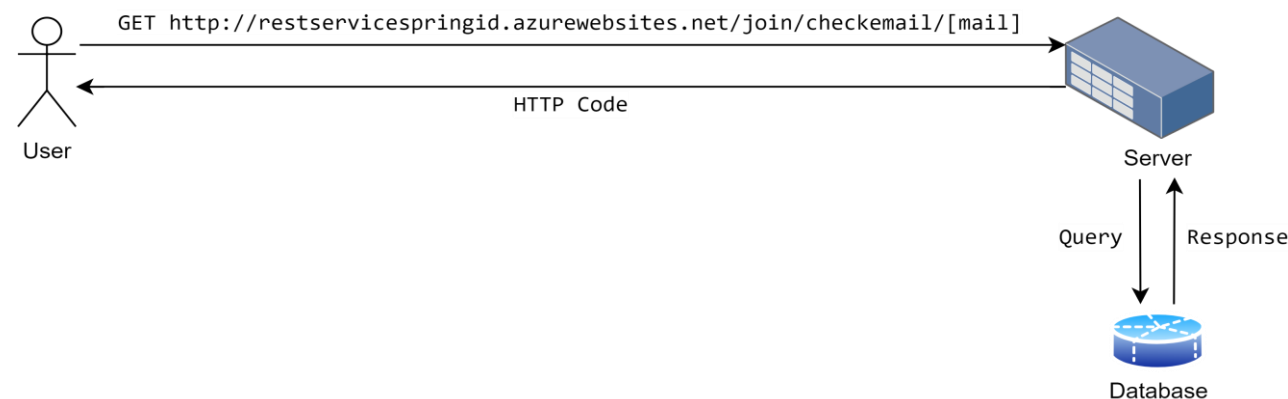 GET http://restservicespringid.azurewebsites.net/join/checkemail/[mail]
HTTP Code
User
Server
Query
Response
Database